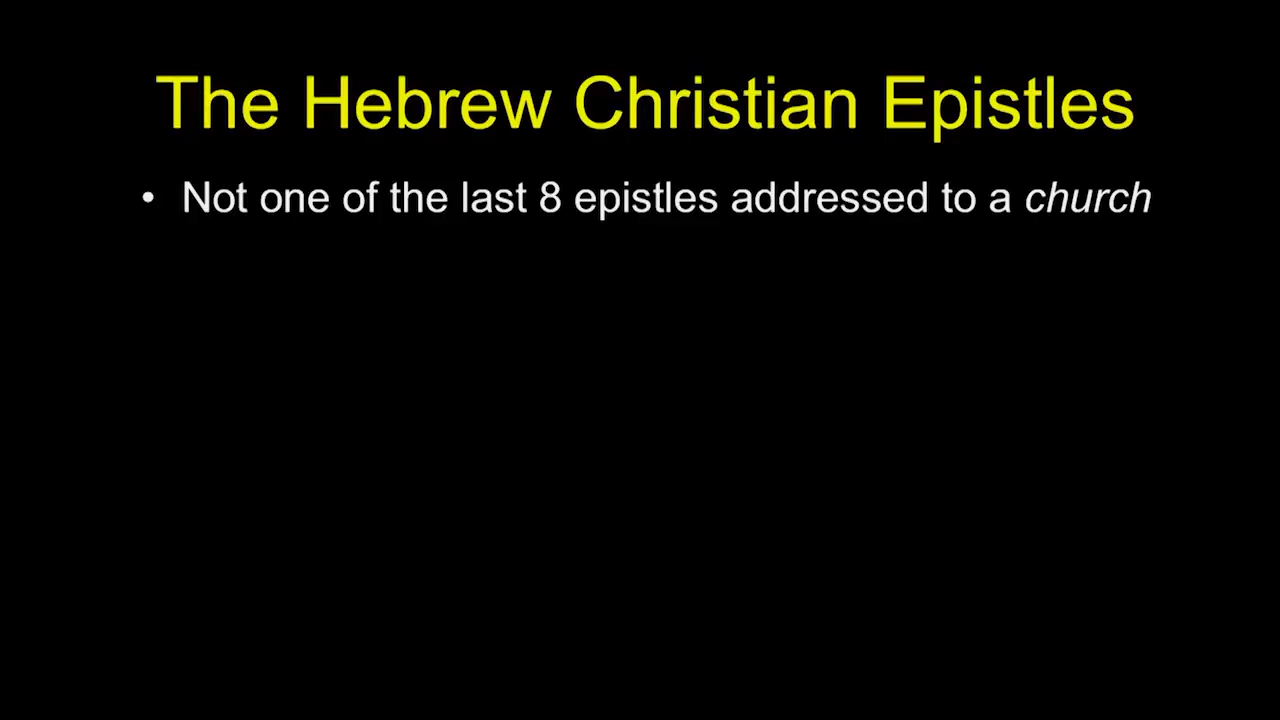 The Hebrew Christian Epistles
• Not one of the last 8 epistles addressed to a church